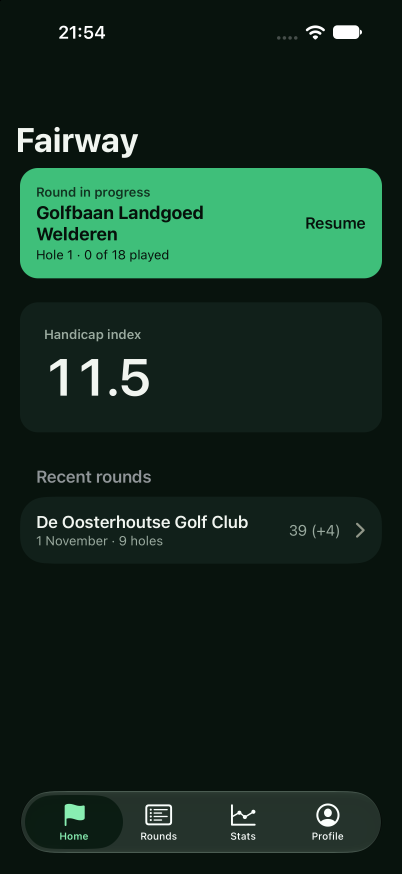 21:54
Fairway
Round in progress
Golfbaan Landgoed
Welderen
Resume
Hole 1 · 0 of 18 played
Handicap index
11.5
Recent rounds
De Oosterhoutse Golf Club
39 (+4)
1 November · 9 holes
Home
Rounds
Stats
Profile